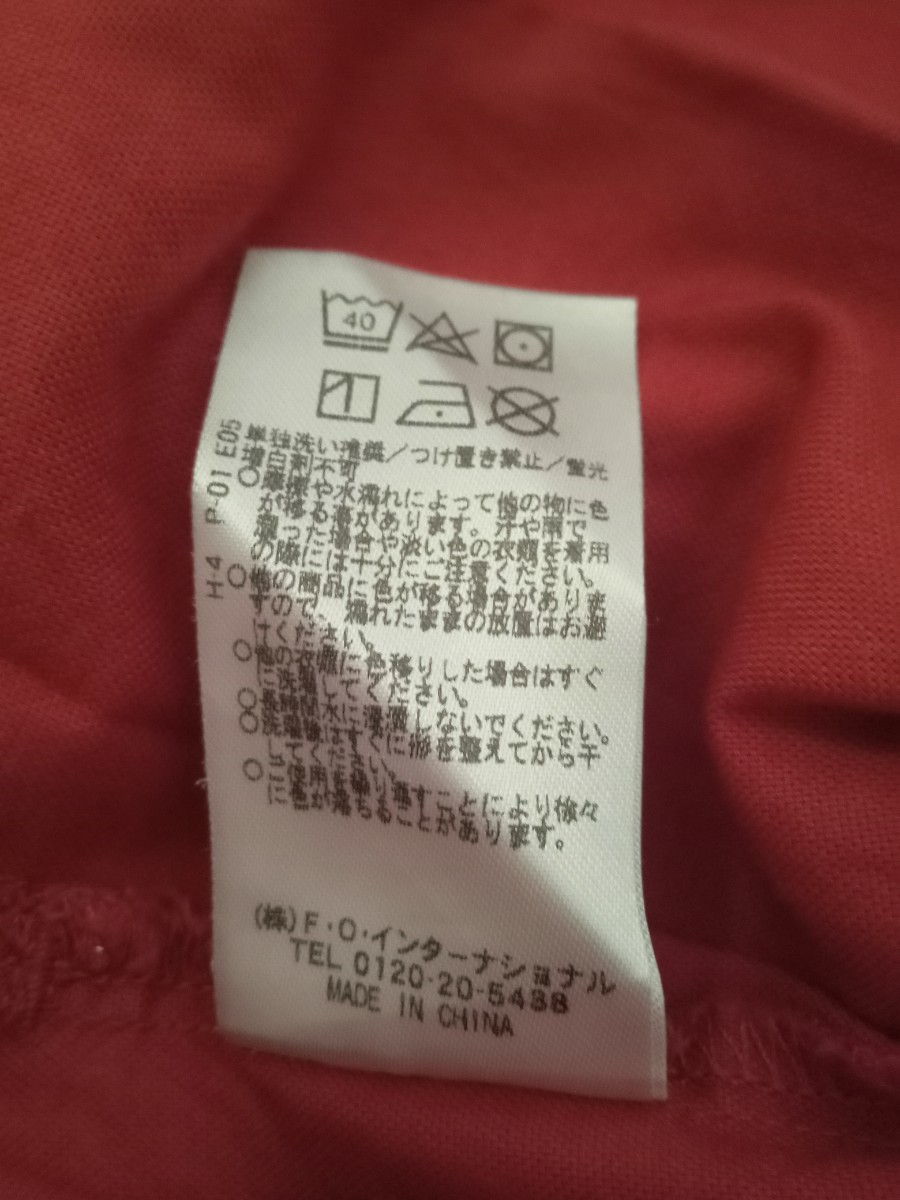 40
H-4 P-01 E05
単独洗い推奨/つけ置き禁止/蛍光
増白剤不可
○摩擦や水濡れによって他の物に色
が移る事があります。汗や雨で
湿った場合や淡い色の衣類を着用
の際には十分にご注意ください。
○他の商品に色が移る場合がありま
すので、濡れたままの放置はお避
けください。
○他の衣類に色移りした場合はすぐ
に洗濯してください。
○長時間水に浸漬しないでください。
○洗濯後はすぐに形を整えてから干
してください。
○ご使用を繰り返すことにより徐々
に色が落ちることがあります。
(株)F・O・インターナショナル
TEL 0120-20-5488
MADE IN CHINA